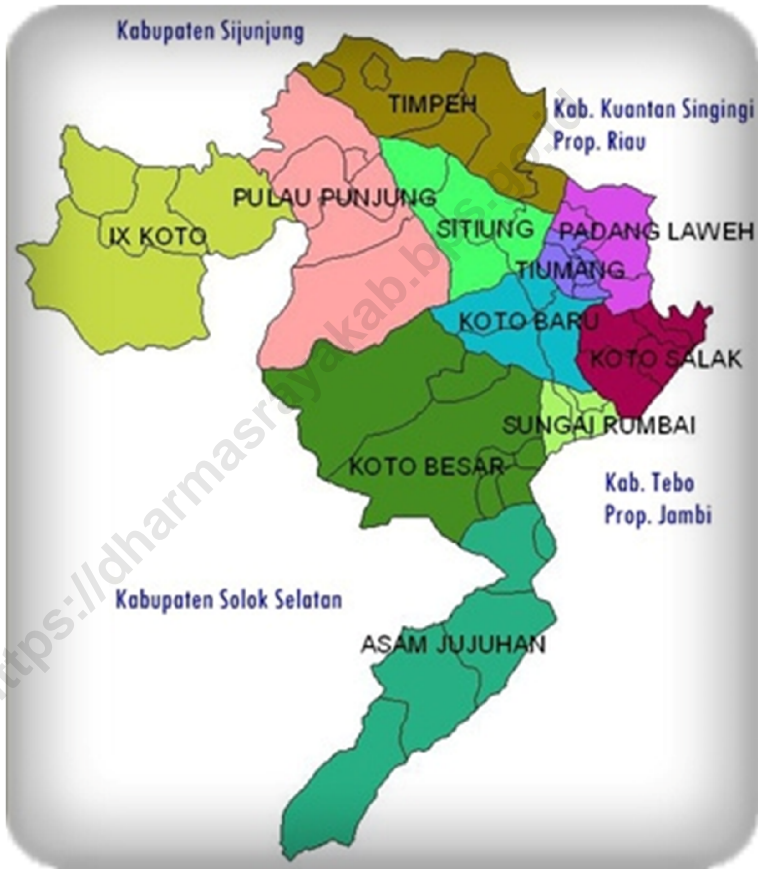 Kabupaten Sijunjung
TIMPEH
Kab. Kuantan Singingi
Prop. Riau
PULAU PUNJUNG
IX KOTO
SITIUNG
PADANG LAWEH
TIUMANG
KOTO BARU
KOTO SALAK
SUNGAI RUMBAI
KOTO BESAR
Kab. Tebo
Prop. Jambi
Kabupaten Solok Selatan
ASAM JUJUHAN
https://dharmasrayakab.bps.go.id